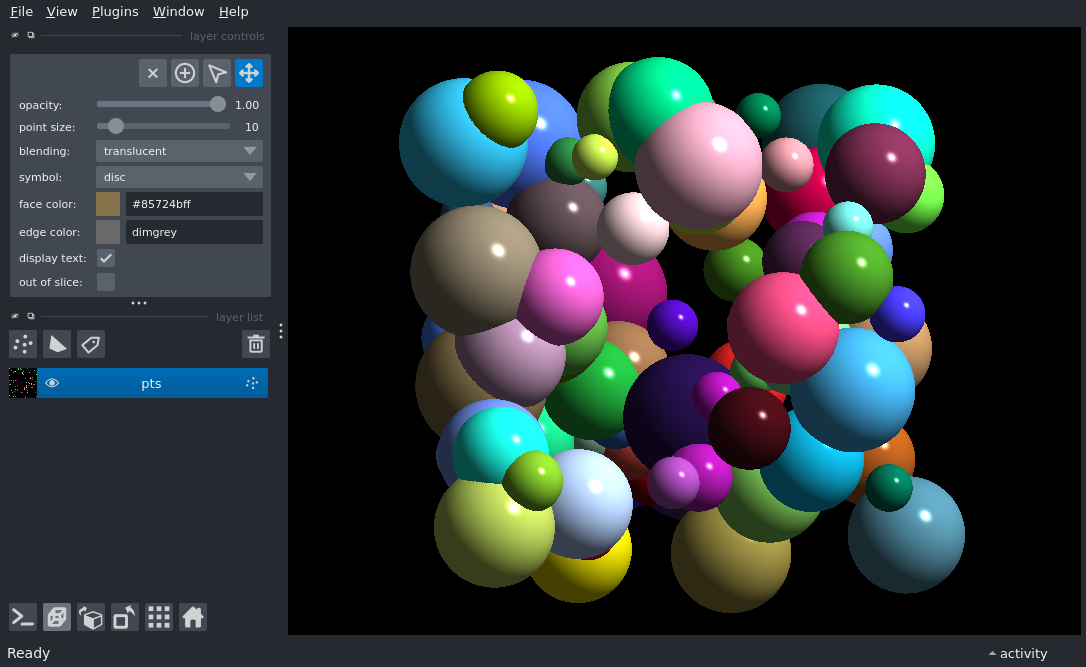 File View Plugins Window Help
layer controls
opacity: 1.00
point size: 10
blending: translucent
symbol: disc
face color: #85724bff
edge color: dimgrey
display text:
out of slice:
layer list
pts
Ready
activity